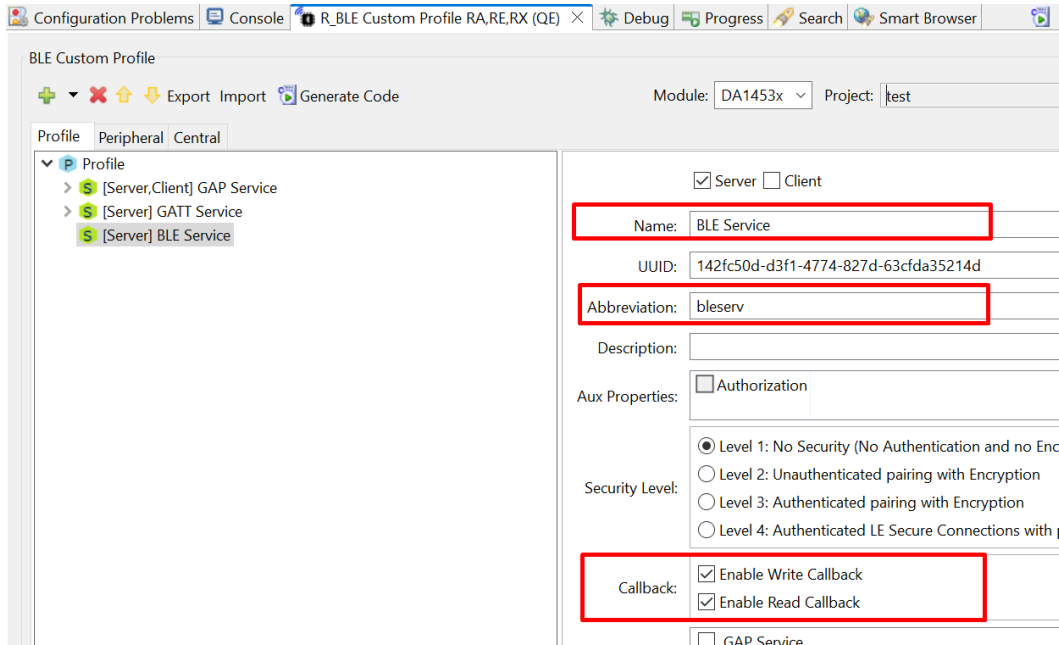 Configuration Problems Console R_BLE Custom Profile RA,RE,RX (QE) Debug Progress Search Smart Browser
BLE Custom Profile
Export Import Generate Code Module: DA1453x Project: test
Profile Peripheral Central
Profile
[Server,Client] GAP Service
[Server] GATT Service
[Server] BLE Service
Server Client
Name: BLE Service
UUID: 142fc50d-d3f1-4774-827d-63cfda35214d
Abbreviation: bleserv
Description:
Aux Properties: Authorization
Security Level:
Level 1: No Security (No Authentication and no Enc
Level 2: Unauthenticated pairing with Encryption
Level 3: Authenticated pairing with Encryption
Level 4: Authenticated LE Secure Connections with
Callback:
Enable Write Callback
Enable Read Callback
GAP Service